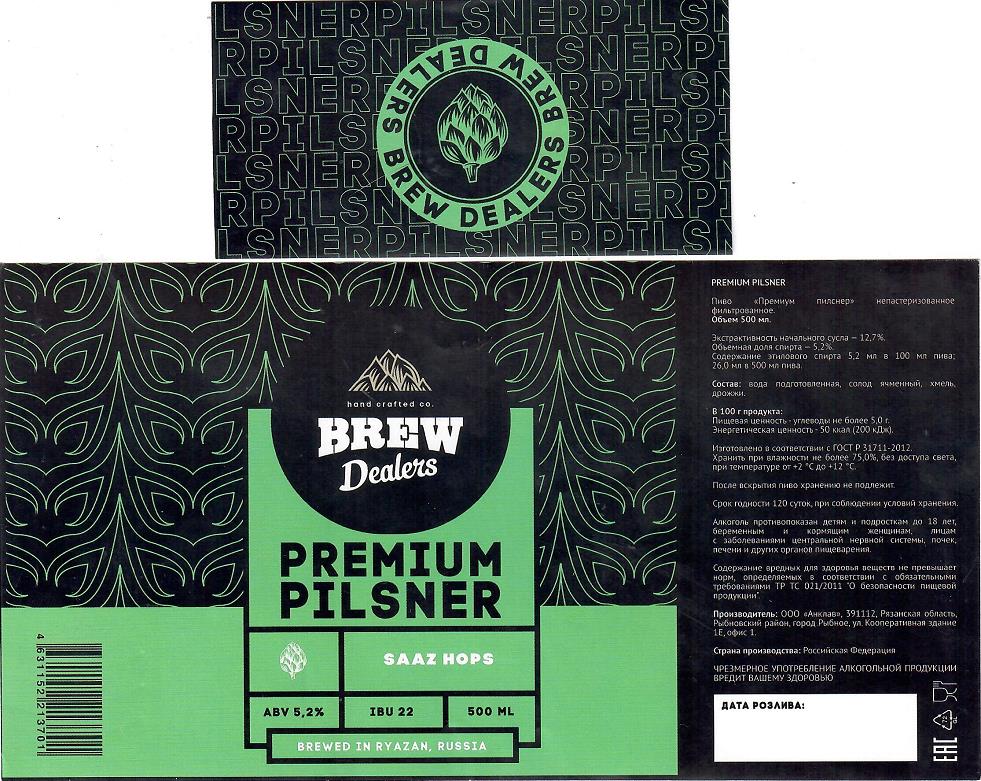 LSNERPILSNERPILSNERPI
RPILSNERPILSNERPILSN
BREW DEALERS BREW DEALERS
hand crafted co.
BREW
Dealers
PREMIUM
PILSNER
SAAZ HOPS
ABV 5,2%
IBU 22
500 ML
BREWED IN RYAZAN, RUSSIA
4631152213701
PREMIUM PILSNER
Пиво «Премиум пилснер» непастеризованное
фильтрованное.
Объем 500 мл.
Экстрактивность начального сусла — 12,7%.
Объемная доля спирта — 5,2%.
Содержание этилового спирта 5,2 мл в 100 мл пива;
26,0 мл в 500 мл пива.
Состав: вода подготовленная, солод ячменный, хмель,
дрожжи.
В 100 г продукта:
Пищевая ценность - углеводы не более 5,0 г.
Энергетическая ценность - 50 ккал (200 кДж).
Изготовлено в соответствии с ГОСТ Р 31711-2012.
Хранить при влажности не более 75,0%, без доступа света,
при температуре от +2 °C до +12 °C.
После вскрытия пиво хранению не подлежит.
Срок годности 120 суток, при соблюдении условий хранения.
Алкоголь противопоказан детям и подросткам до 18 лет,
беременным и кормящим женщинам, лицам
с заболеваниями центральной нервной системы, почек,
печени и других органов пищеварения.
Содержание вредных для здоровья веществ не превышает
норм, определяемых в соответствии с обязательными
требованиями ТР ТС 021/2011 "О безопасности пищевой
продукции".
Производитель: ООО «Анклав», 391112, Рязанская область,
Рыбновский район, город Рыбное, ул. Кооперативная здание
1Е, офис 1.
Страна производства: Российская Федерация
ЧРЕЗМЕРНОЕ УПОТРЕБЛЕНИЕ АЛКОГОЛЬНОЙ ПРОДУКЦИИ
ВРЕДИТ ВАШЕМУ ЗДОРОВЬЮ
ДАТА РОЗЛИВА:
EAC